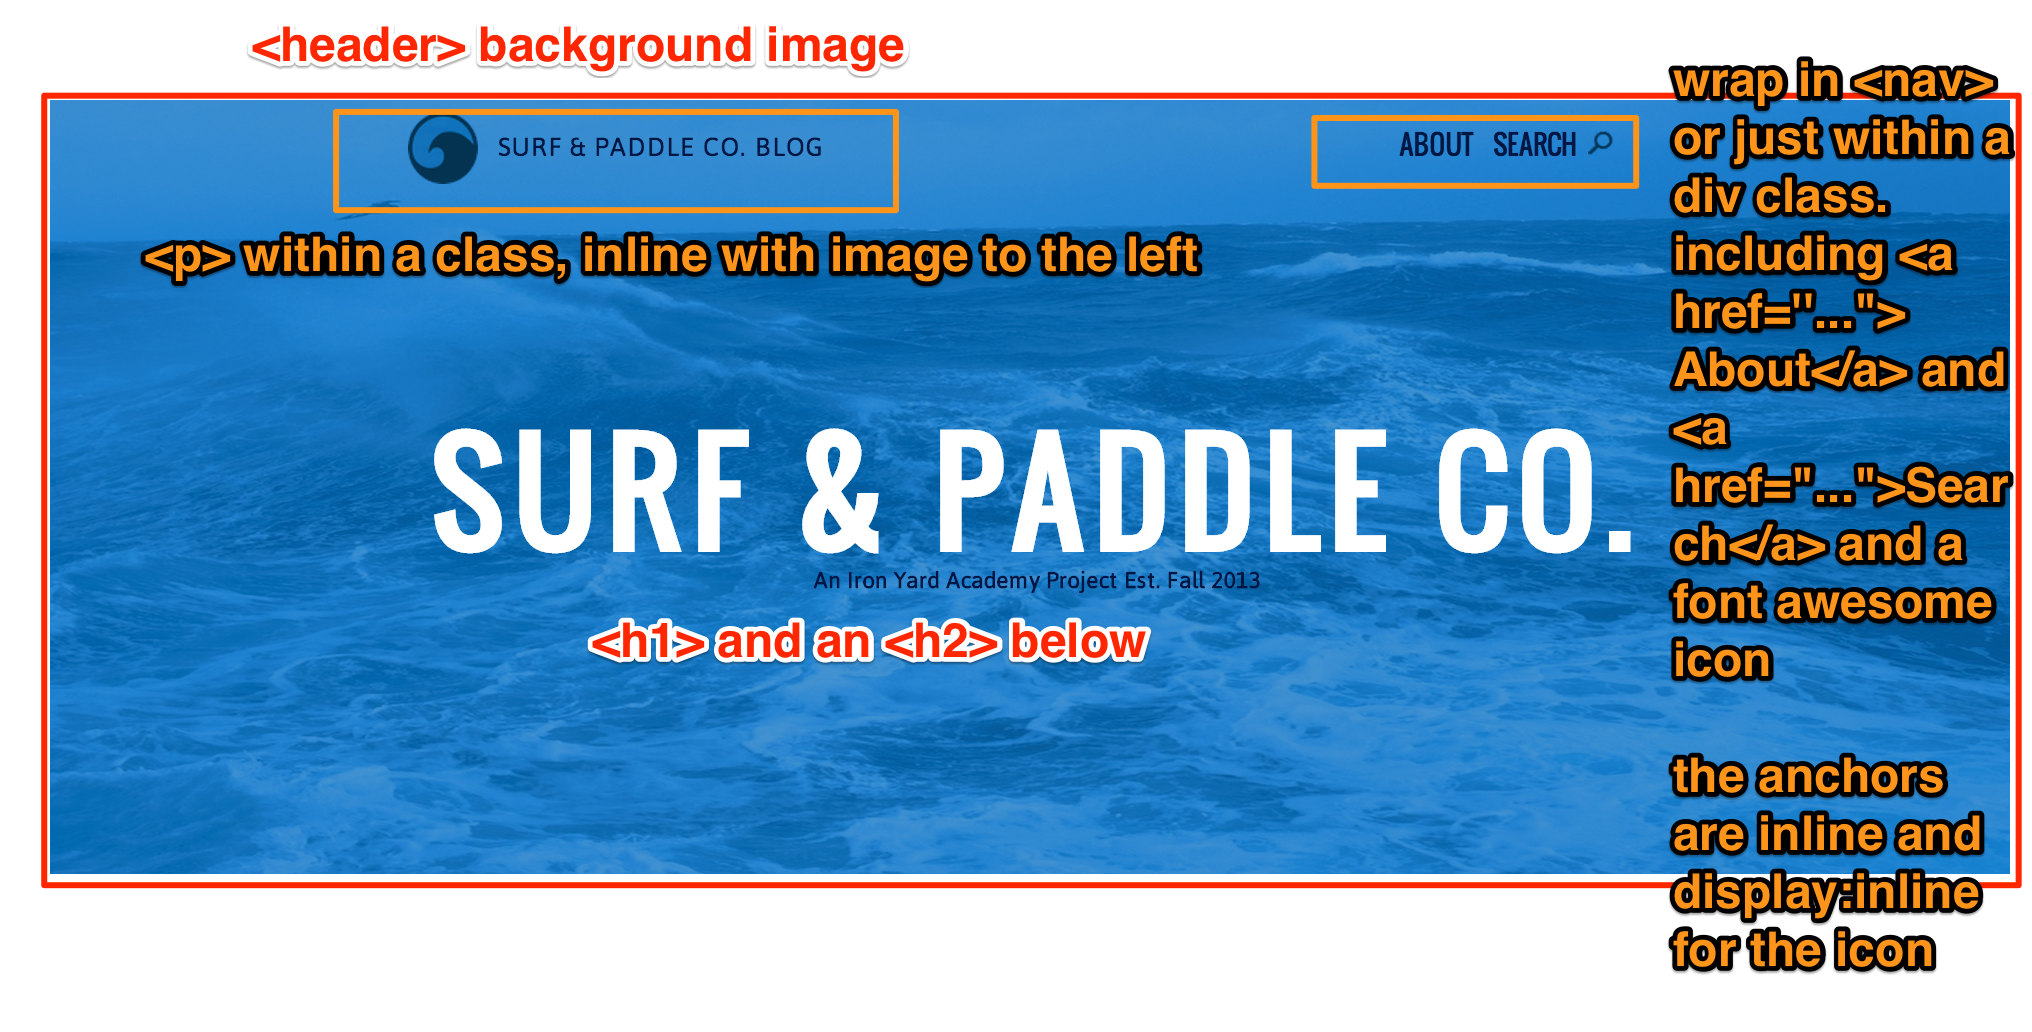 <header> background image
SURF & PADDLE CO. BLOG
ABOUT SEARCH
<p> within a class, inline with image to the left
SURF & PADDLE CO.
An Iron Yard Academy Project Est. Fall 2013
<h1> and an <h2> below
wrap in <nav>
or just within a
div class.
including <a
href="...">
About</a> and
<a
href="...">Sear
ch</a> and a
font awesome
icon
the anchors
are inline and
display:inline
for the icon